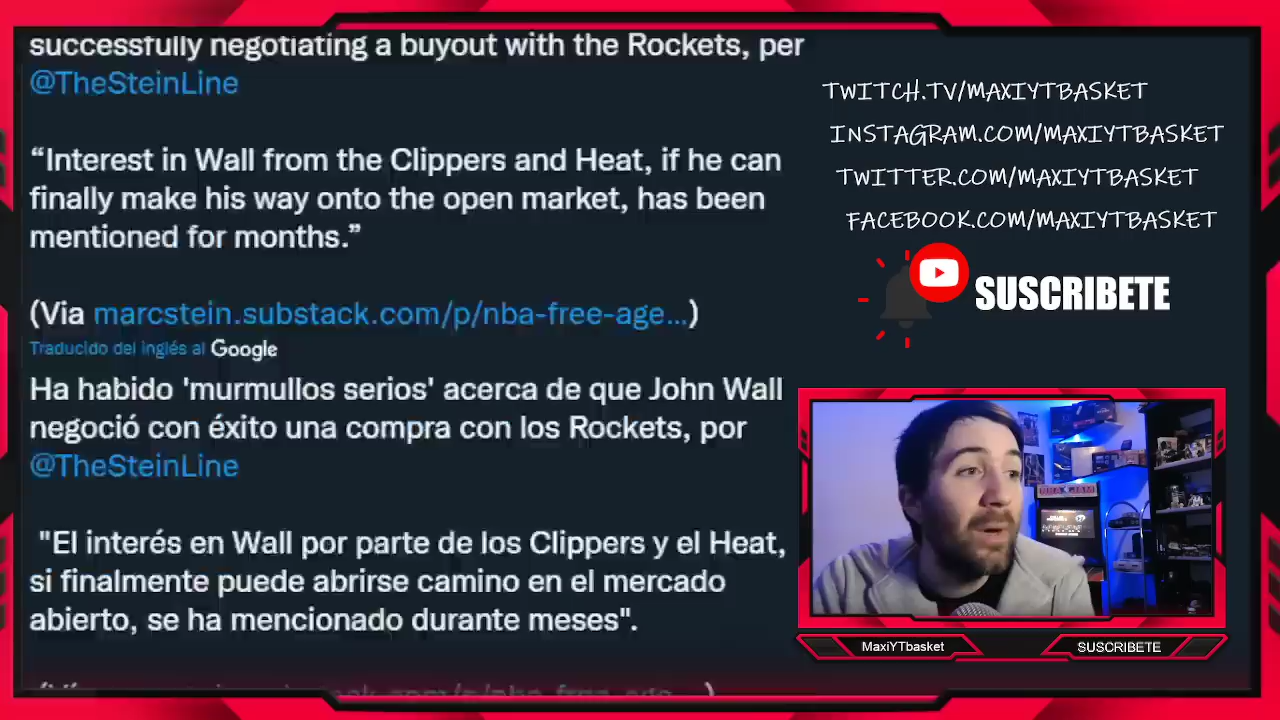 successfully negotiating a buyout with the Rockets, per
@TheSteinLine
“Interest in Wall from the Clippers and Heat, if he can
finally make his way onto the open market, has been
mentioned for months.”
(Via marcstein.substack.com/p/nba-free-age...)
Traducido del inglés al Google
Ha habido 'murmullos serios' acerca de que John Wall
negoció con éxito una compra con los Rockets, por
@TheSteinLine
"El interés en Wall por parte de los Clippers y el Heat,
si finalmente puede abrirse camino en el mercado
abierto, se ha mencionado durante meses".
TWITCH.TV/MAXIYTBASKET
INSTAGRAM.COM/MAXIYTBASKET
TWITTER.COM/MAXIYTBASKET
FACEBOOK.COM/MAXIYTBASKET
SUSCRIBETE
NBA JAM
MaxiYTbasket
SUSCRIBETE